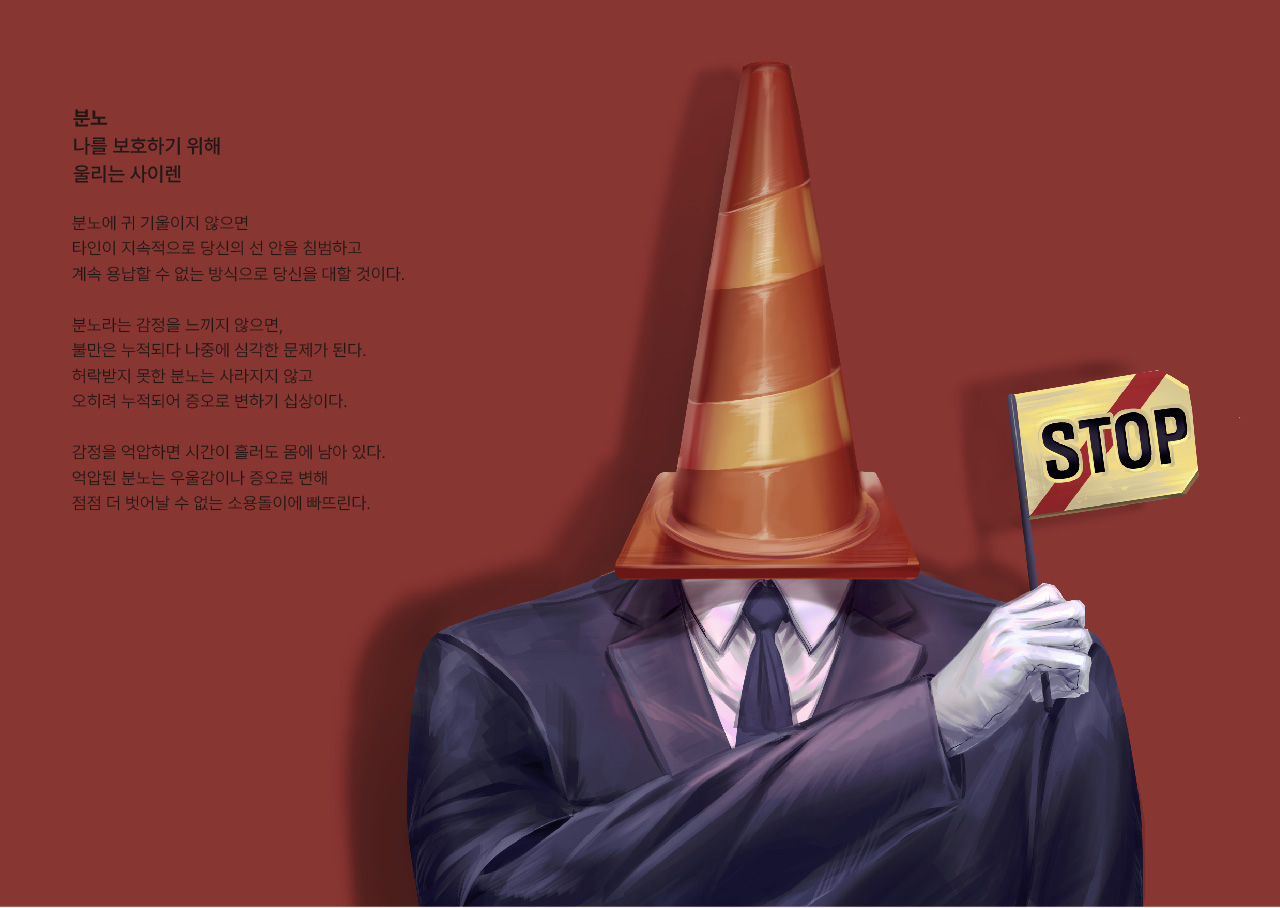 분노
나를 보호하기 위해
울리는 사이렌
분노에 귀 기울이지 않으면
타인이 지속적으로 당신의 선 안을 침범하고
계속 용납할 수 없는 방식으로 당신을 대할 것이다.
분노라는 감정을 느끼지 않으면,
불만은 누적되다 나중에 심각한 문제가 된다.
허락받지 못한 분노는 사라지지 않고
오히려 누적되어 증오로 변하기 십상이다.
감정을 억압하면 시간이 흘러도 몸에 남아 있다.
억압된 분노는 우울감이나 증오로 변해
점점 더 벗어날 수 없는 소용돌이에 빠뜨린다.
STOP